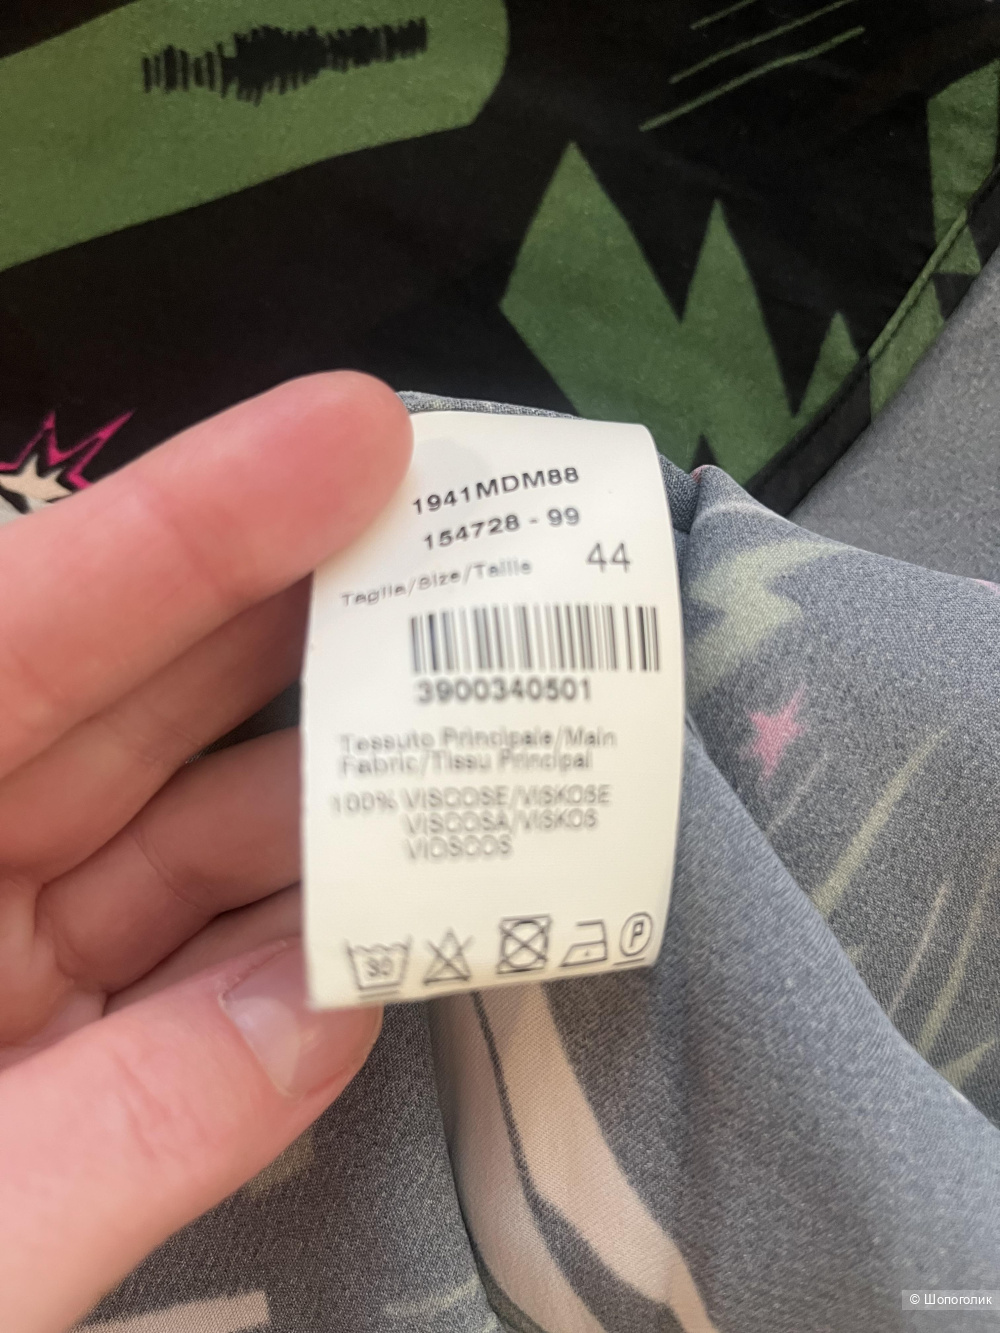 1941MDM88
154728 - 99
Taglia/Size/Taille 44
3900340501
Tessuto Principale/Main
Fabric/Tissu Principal
100% VISCOSE/VISKOSE
VISCOSA/VISKOS
VIOSCOS
30
P
© Шопоголик